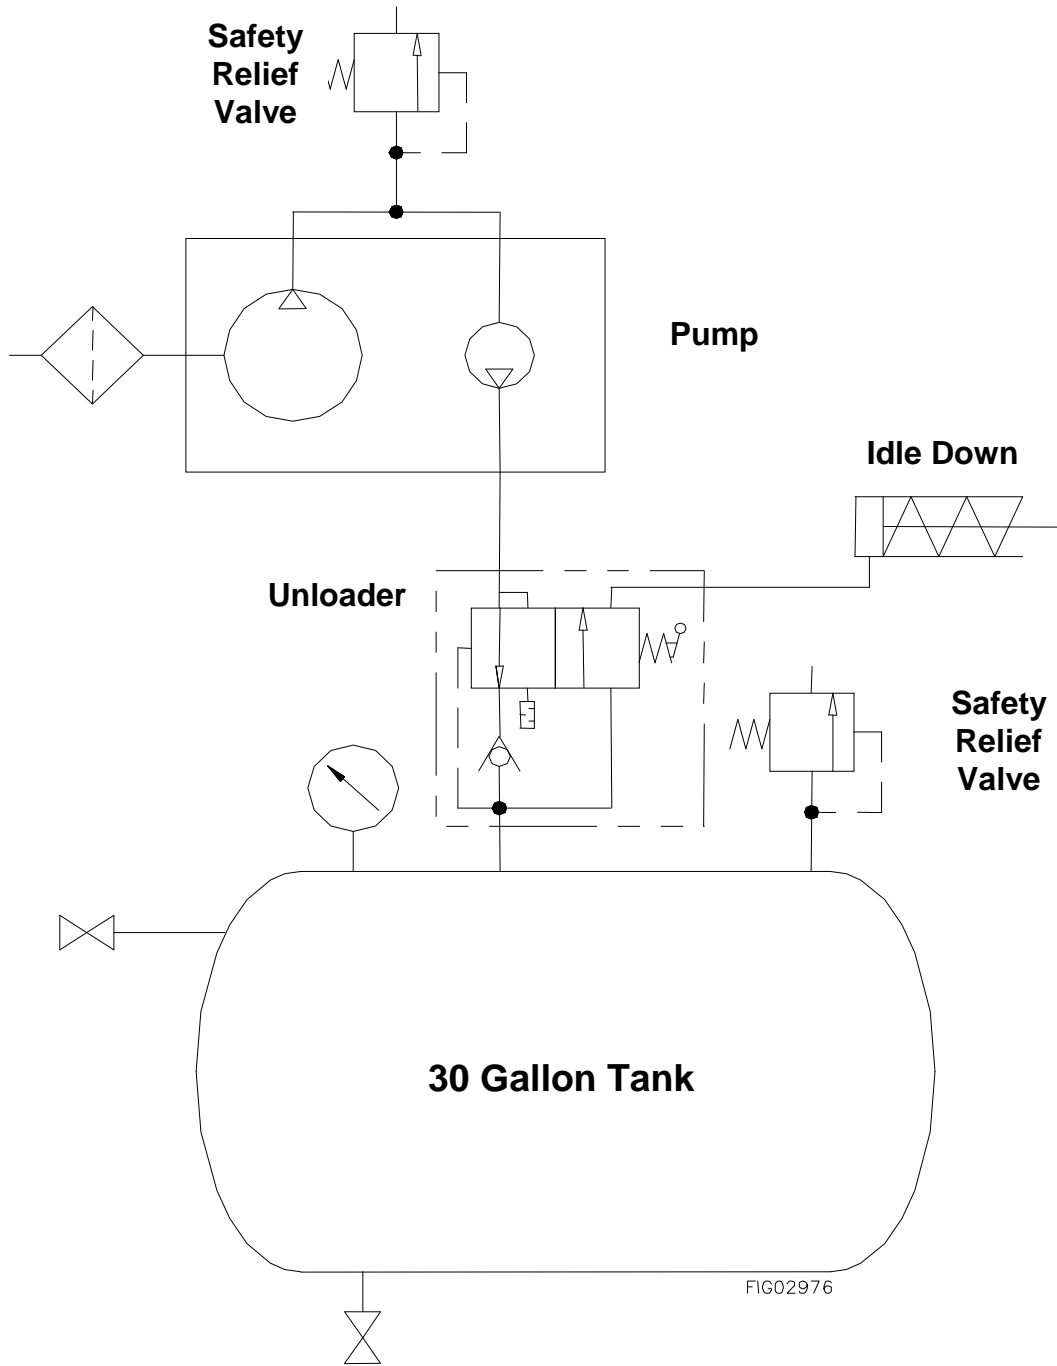 Safety
Relief
Valve
Pump
Idle Down
Unloader
Safety
Relief
Valve
30 Gallon Tank
FIG02976